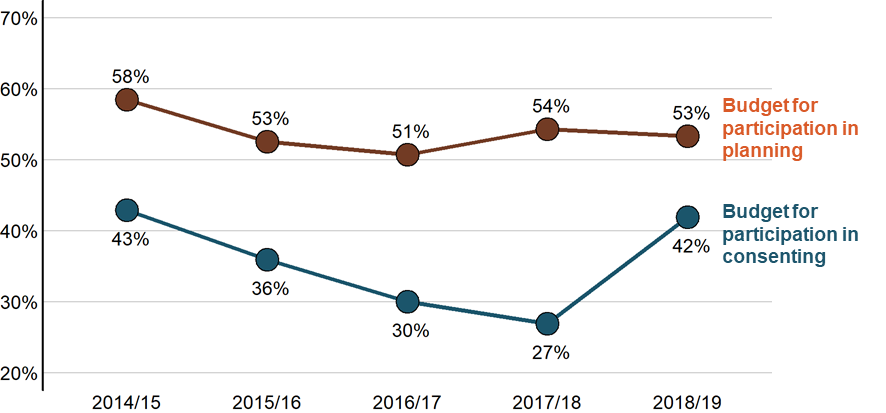 70%
60%
50%
40%
30%
20%
58%
53%
51%
54%
53%
Budget for
participation in
planning
43%
36%
30%
27%
42%
Budget for
participation in
consenting
2014/15 2015/16 2016/17 2017/18 2018/19